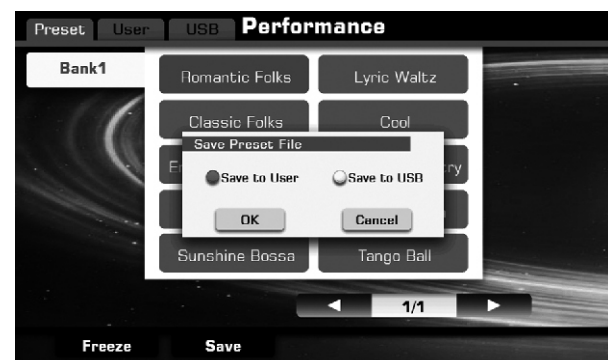 Preset User USB Performance
Bank1
Romantic Folks Lyric Waltz
Classic Folks Cool
Save Preset File
Save to User Save to USB
OK Cancel
Sunshine Bossa Tango Ball
1/1
Freeze Save